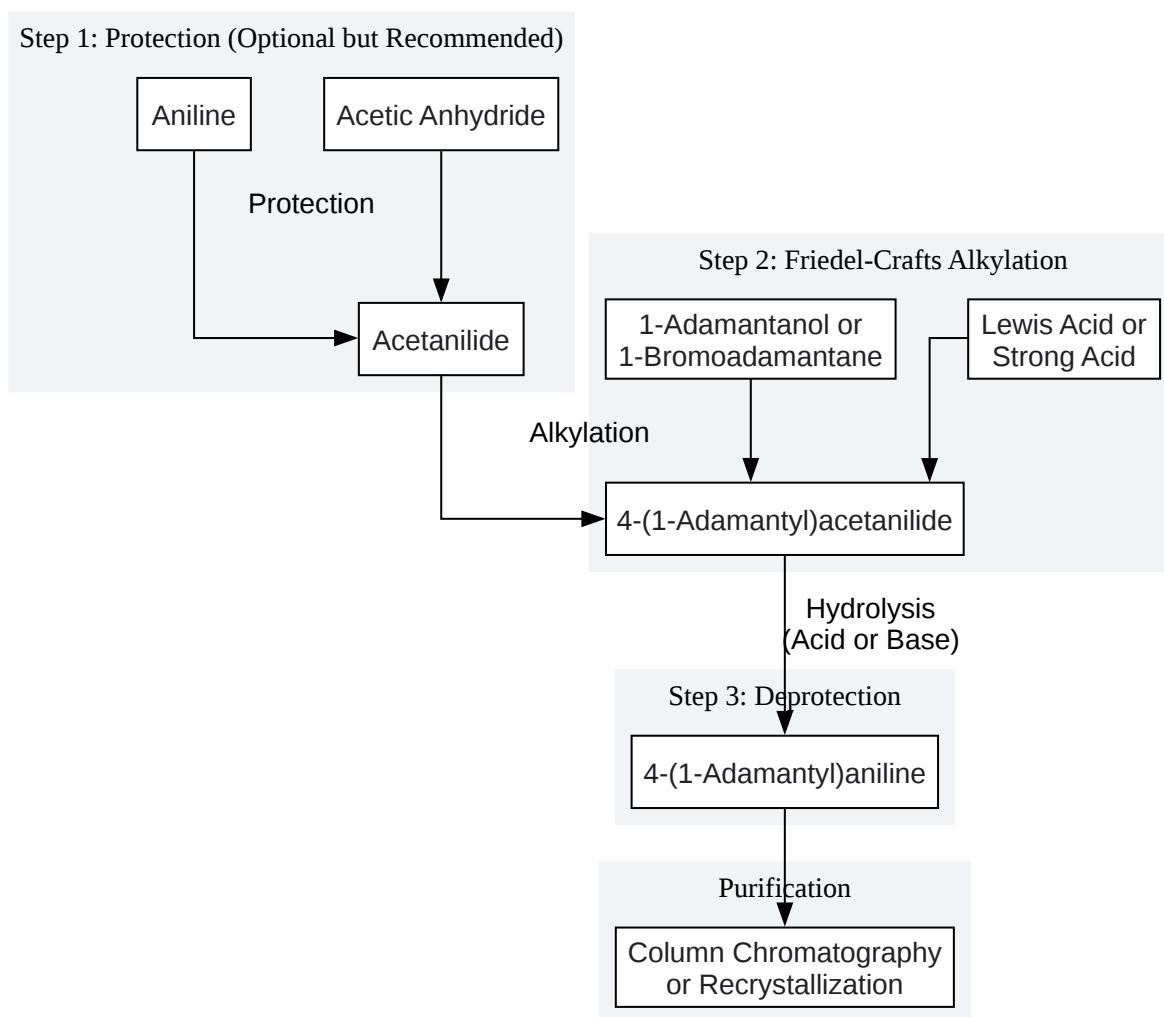 Step 1: Protection (Optional but Recommended)
Aniline
Acetic Anhydride
Protection
Acetanilide
Step 2: Friedel-Crafts Alkylation
1-Adamantanol or
1-Bromoadamantane
Lewis Acid or
Strong Acid
Alkylation
4-(1-Adamantyl)acetanilide
Hydrolysis
(Acid or Base)
Step 3: Deprotection
4-(1-Adamantyl)aniline
Purification
Column Chromatography
or Recrystallization